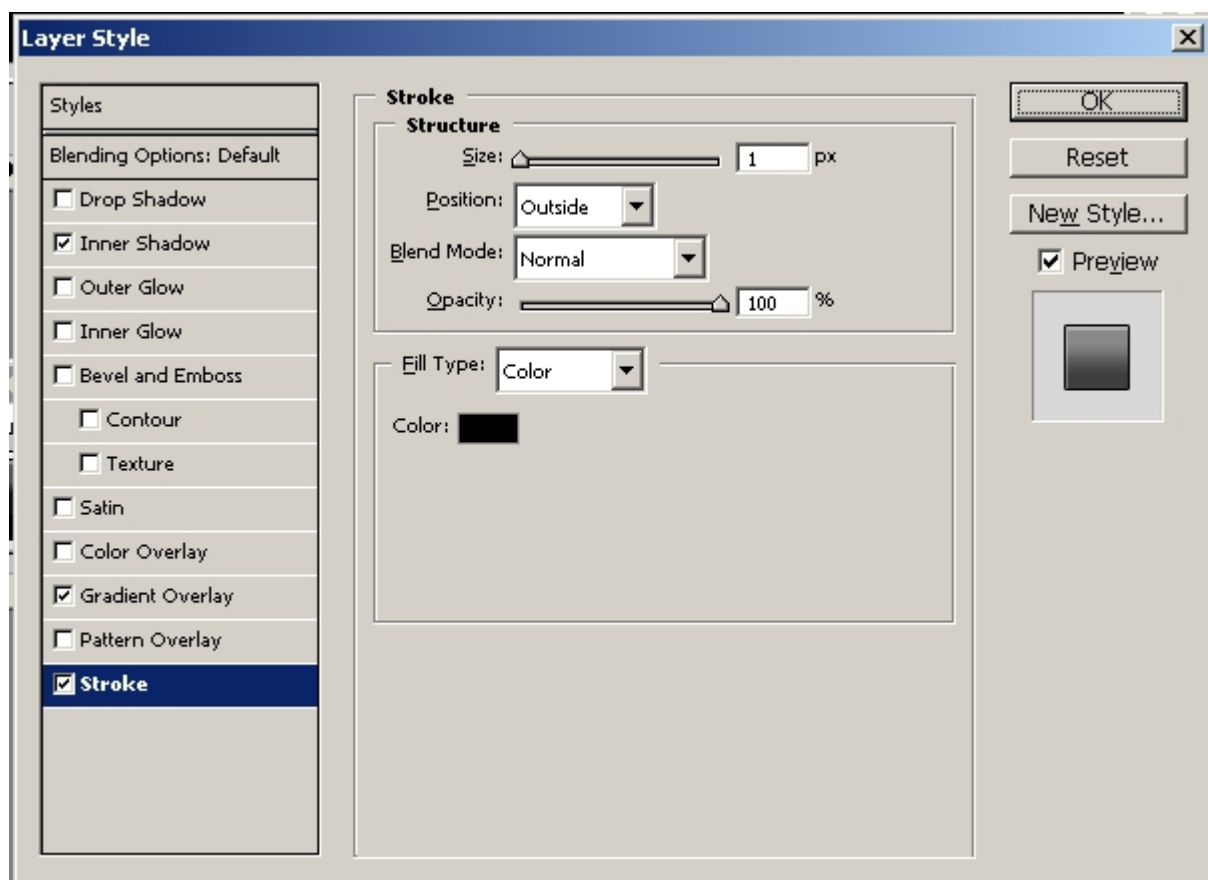 Layer Style
Styles
Blending Options: Default
Drop Shadow
Inner Shadow
Outer Glow
Inner Glow
Bevel and Emboss
Contour
Texture
Satin
Color Overlay
Gradient Overlay
Pattern Overlay
Stroke
Stroke
Structure
Size: 1 px
Position: Outside
Blend Mode: Normal
Opacity: 100 %
Fill Type: Color
Color:
OK
Reset
New Style...
Preview